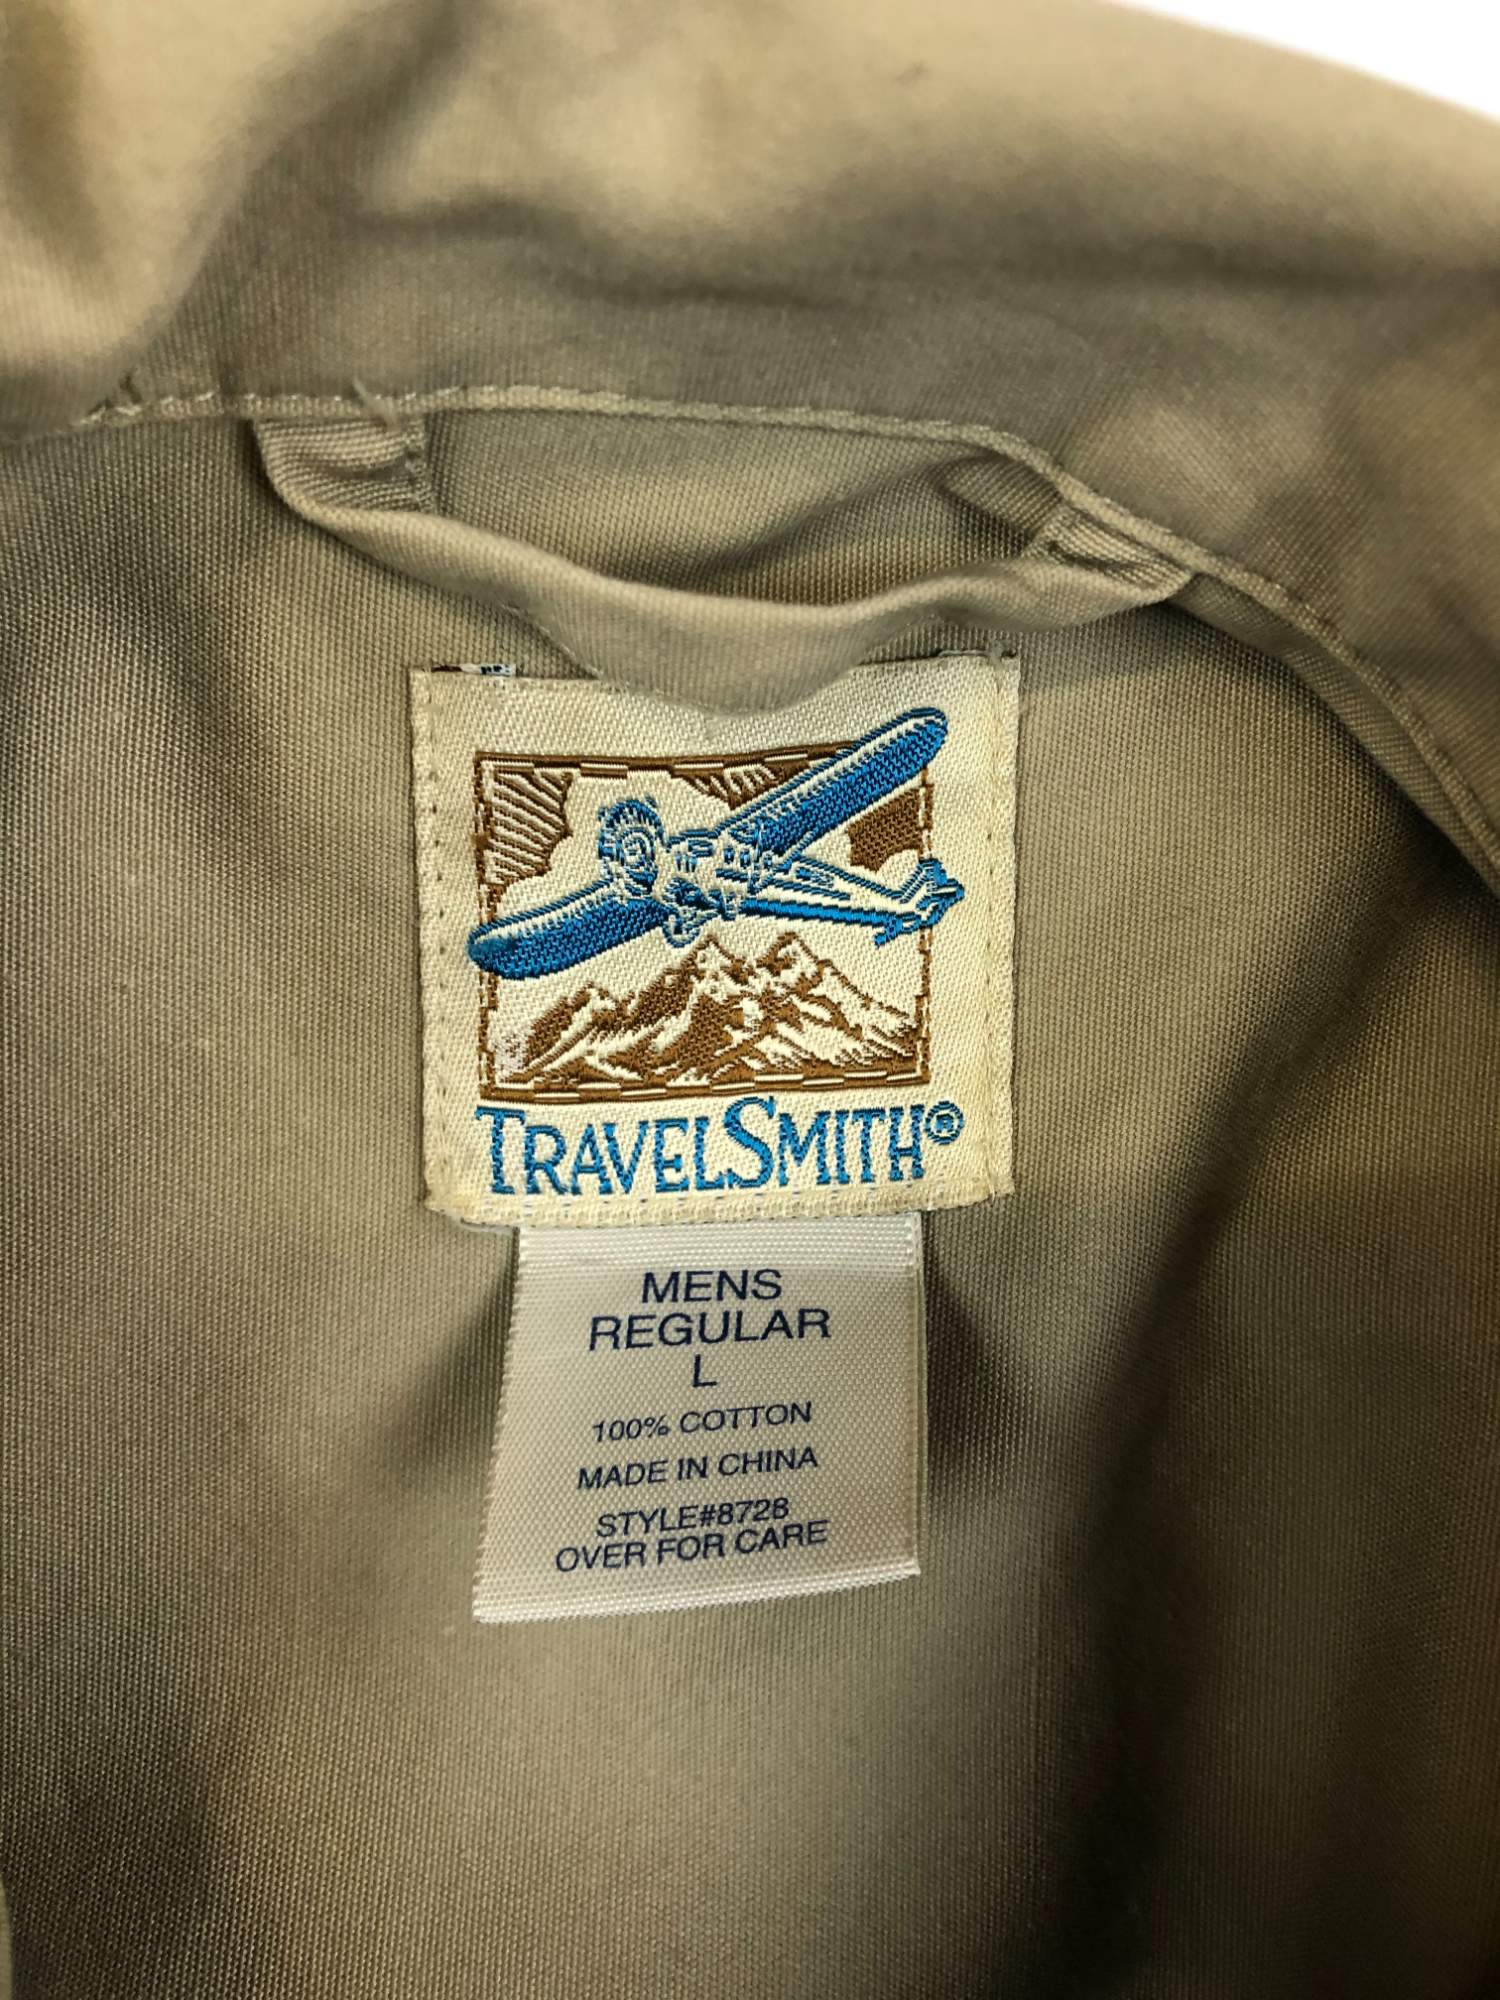 TRAVELSMITH®
MENS
REGULAR
L
100% COTTON
MADE IN CHINA
STYLE#8728
OVER FOR CARE